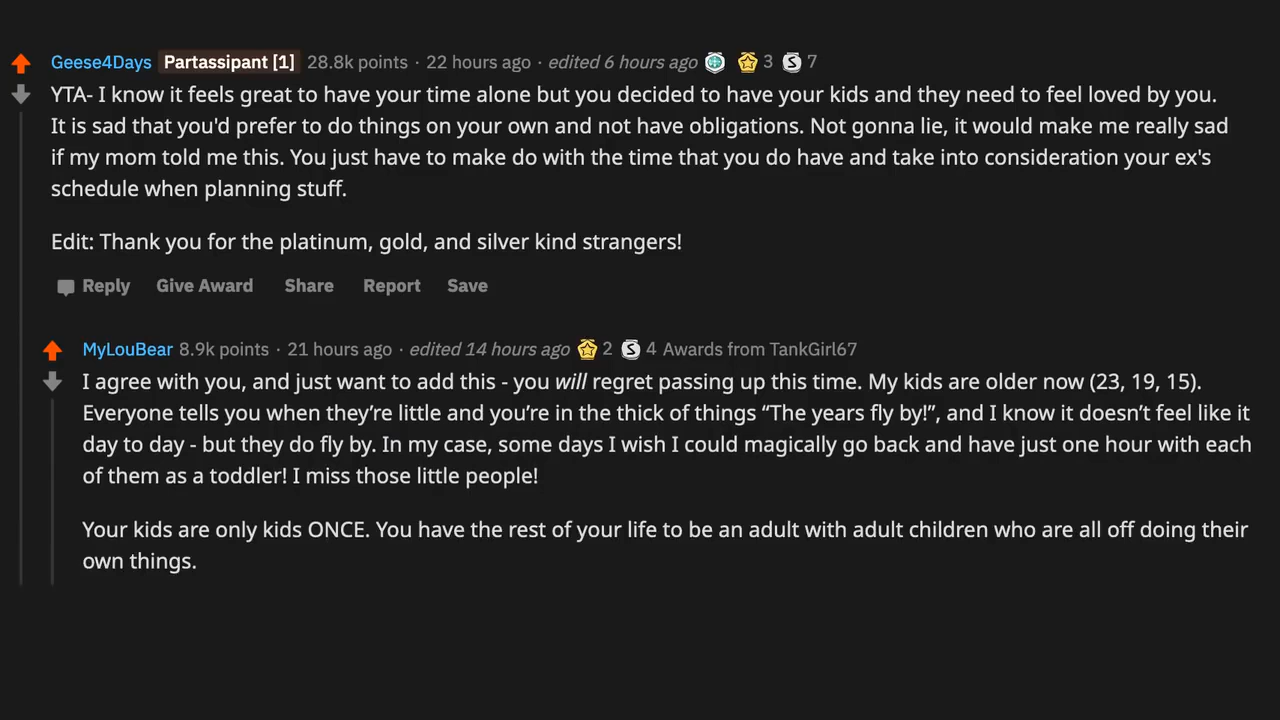 Geese4Days Partassipant [1] 28.8k points · 22 hours ago · edited 6 hours ago 3 S 7
YTA- I know it feels great to have your time alone but you decided to have your kids and they need to feel loved by you.
It is sad that you'd prefer to do things on your own and not have obligations. Not gonna lie, it would make me really sad
if my mom told me this. You just have to make do with the time that you do have and take into consideration your ex's
schedule when planning stuff.
Edit: Thank you for the platinum, gold, and silver kind strangers!
Reply Give Award Share Report Save
MyLouBear 8.9k points · 21 hours ago · edited 14 hours ago 2 S 4 Awards from TankGirl67
I agree with you, and just want to add this - you will regret passing up this time. My kids are older now (23, 19, 15).
Everyone tells you when they’re little and you’re in the thick of things “The years fly by!”, and I know it doesn’t feel like it
day to day - but they do fly by. In my case, some days I wish I could magically go back and have just one hour with each
of them as a toddler! I miss those little people!
Your kids are only kids ONCE. You have the rest of your life to be an adult with adult children who are all off doing their
own things.